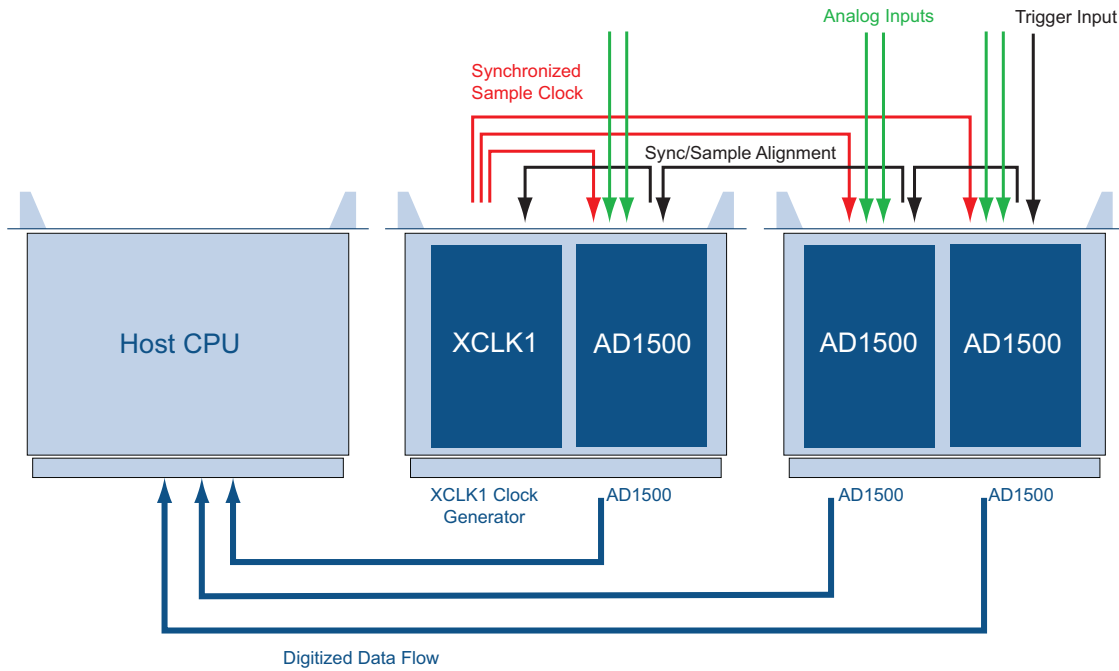 Analog Inputs
Trigger Input
Synchronized
Sample Clock
Sync/Sample Alignment
Host CPU
XCLK1
AD1500
AD1500
AD1500
XCLK1 Clock
Generator
AD1500
AD1500
AD1500
Digitized Data Flow